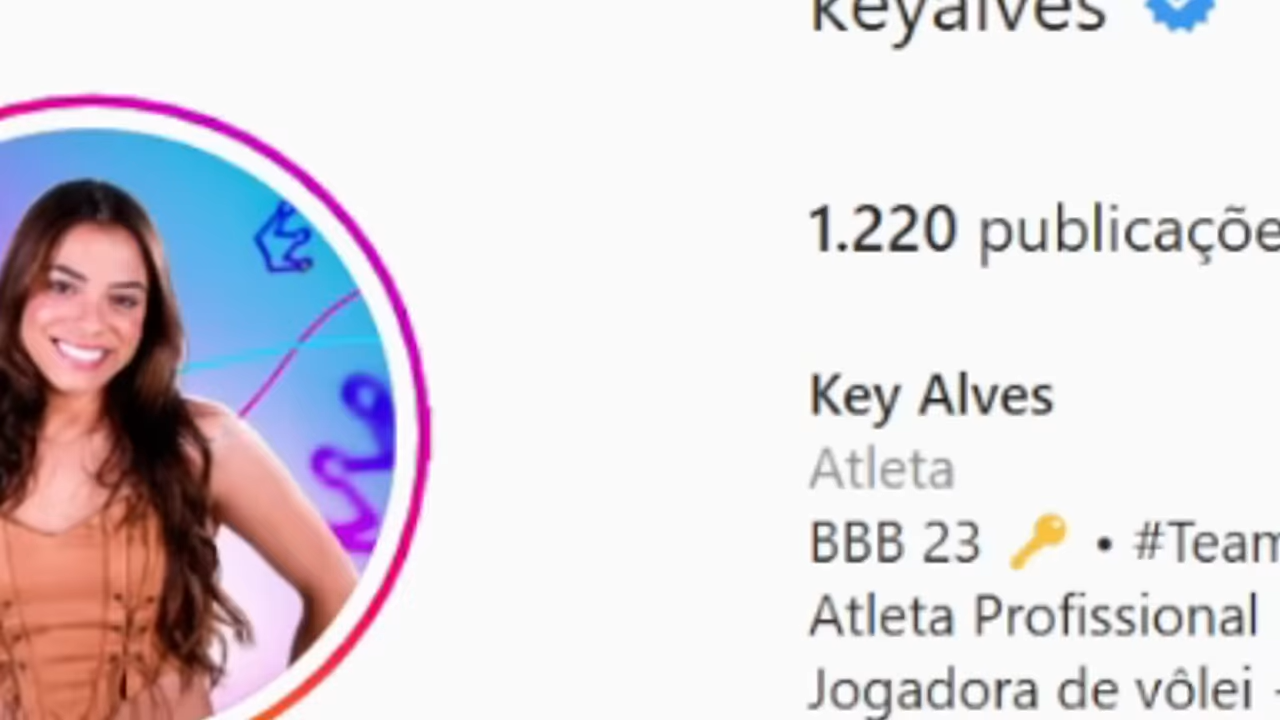 keyalves
1.220 publicaçõe
Key Alves
Atleta
BBB 23 🔑 • #Team
Atleta Profissional
Jogadora de vôlei -